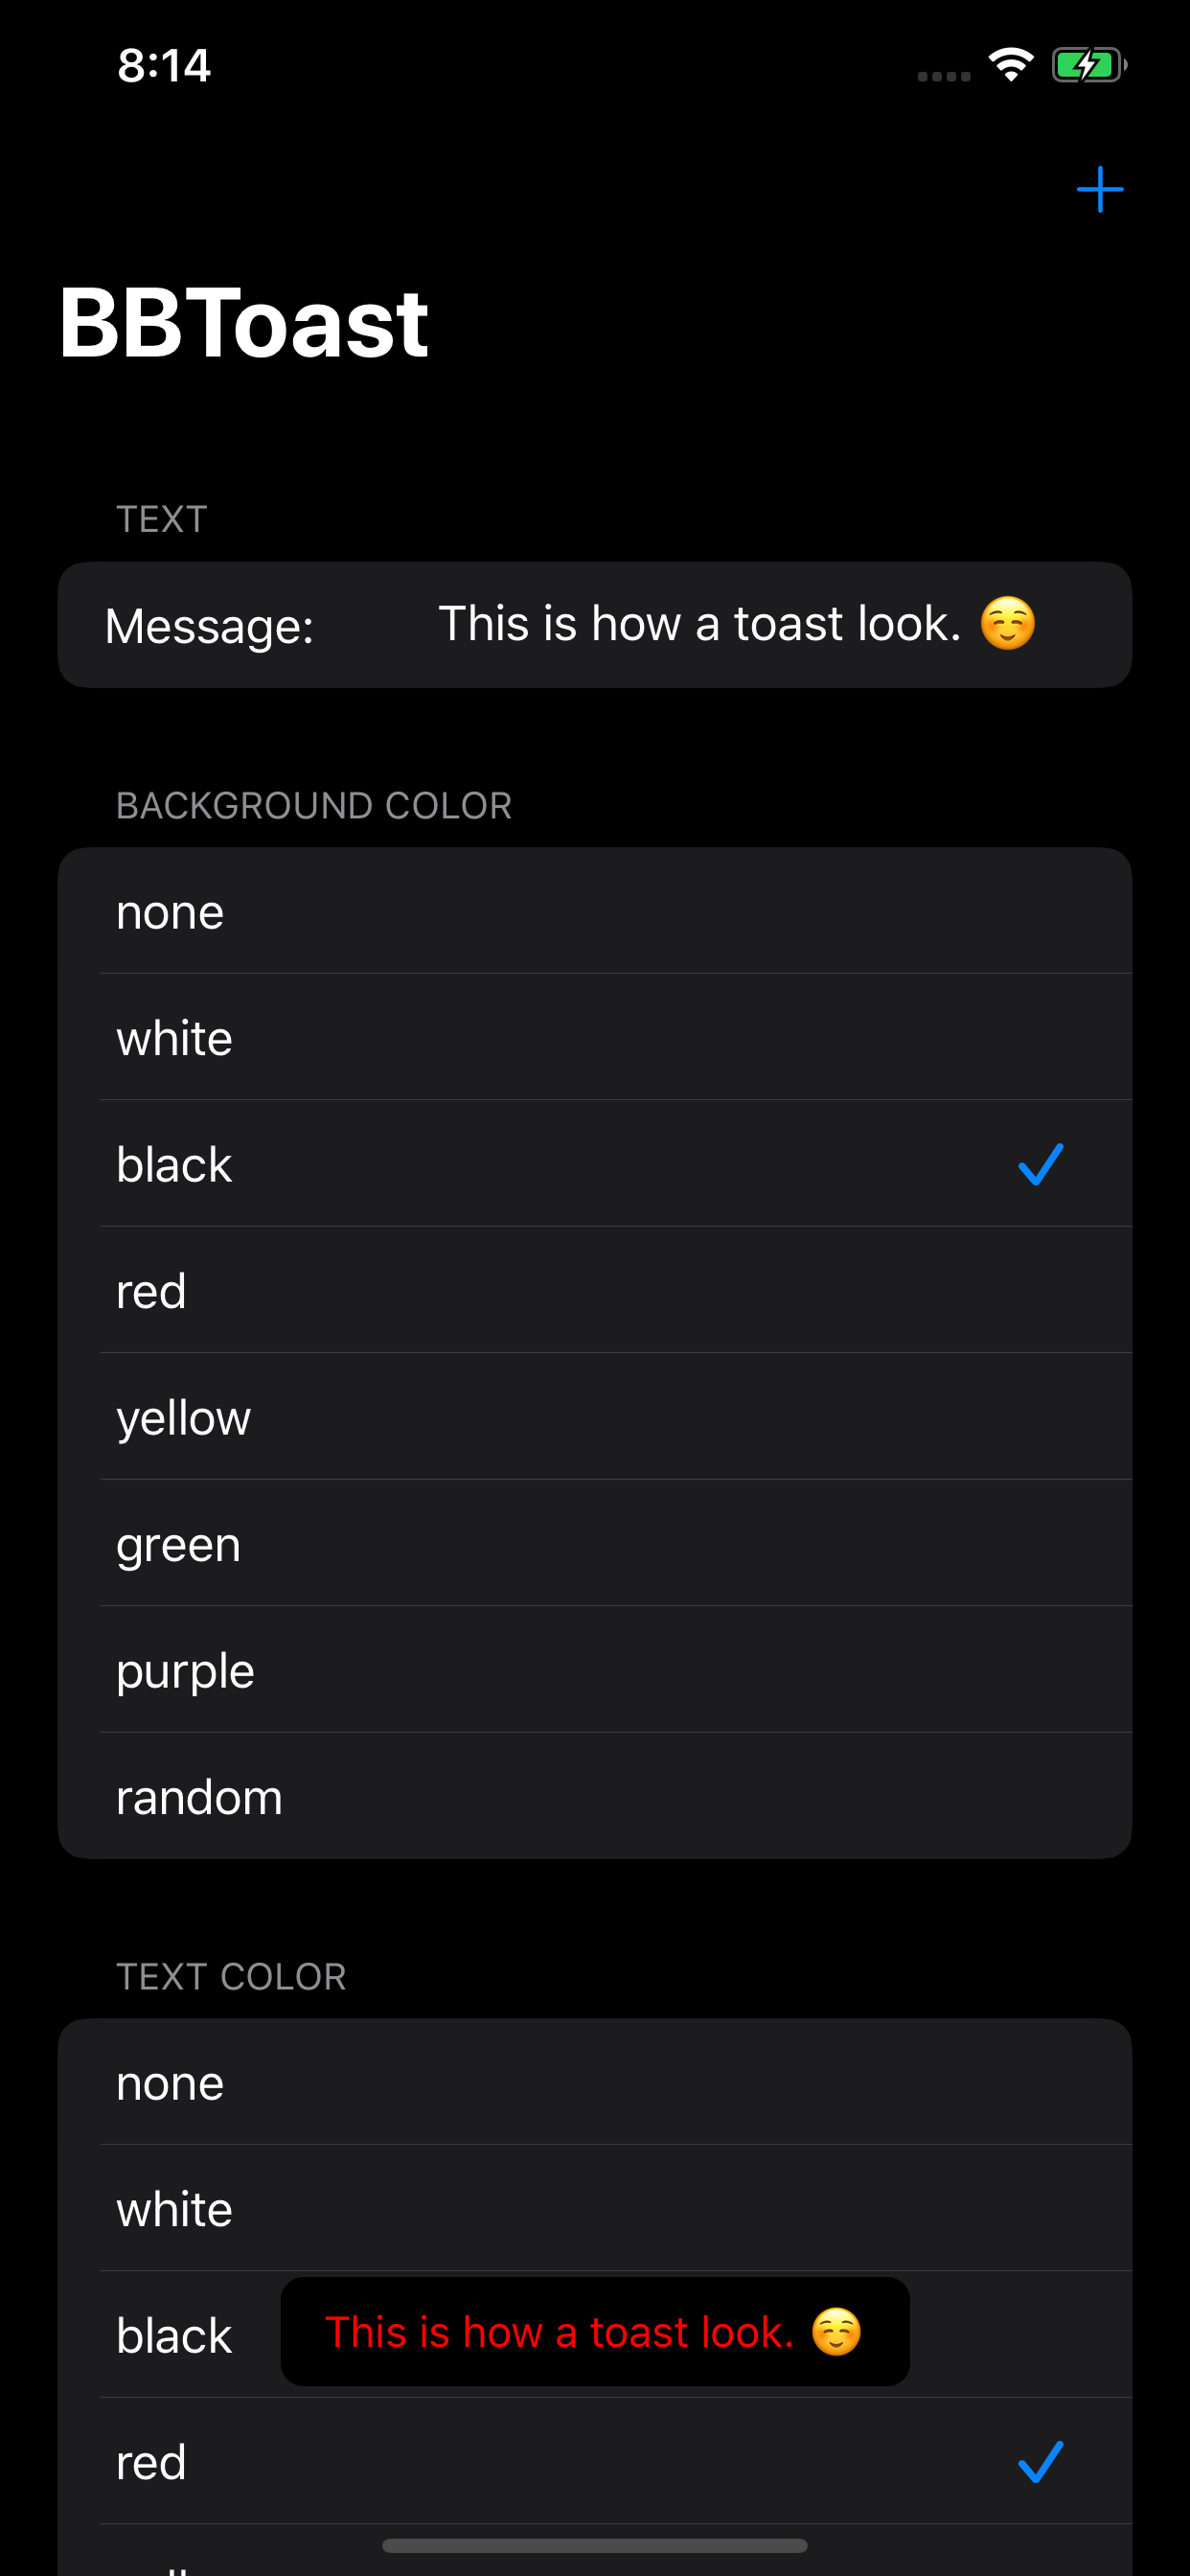 8:14
BBToast
TEXT
Message: This is how a toast look. ☺️
BACKGROUND COLOR
none
white
black
red
yellow
green
purple
random
TEXT COLOR
none
white
black
This is how a toast look. ☺️
red